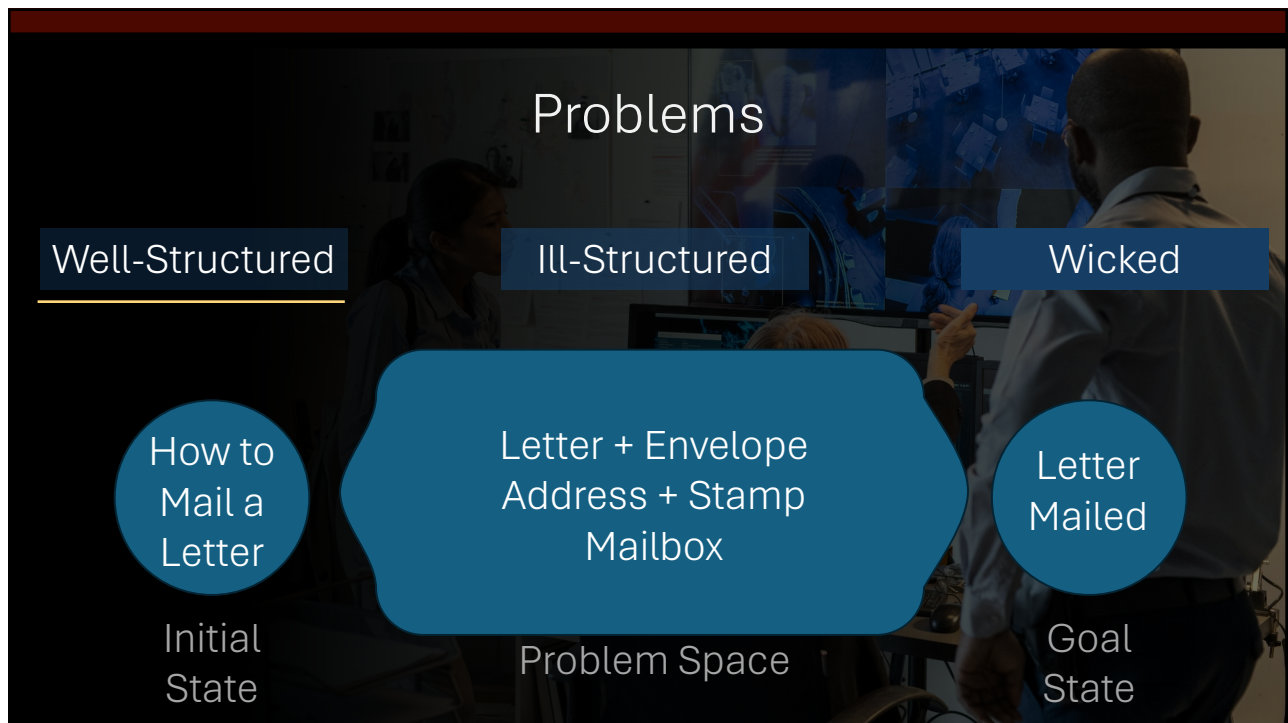 Problems
Well-Structured
Ill-Structured
Wicked
How to
Mail a
Letter
Letter + Envelope
Address + Stamp
Mailbox
Letter
Mailed
Initial
State
Problem Space
Goal
State